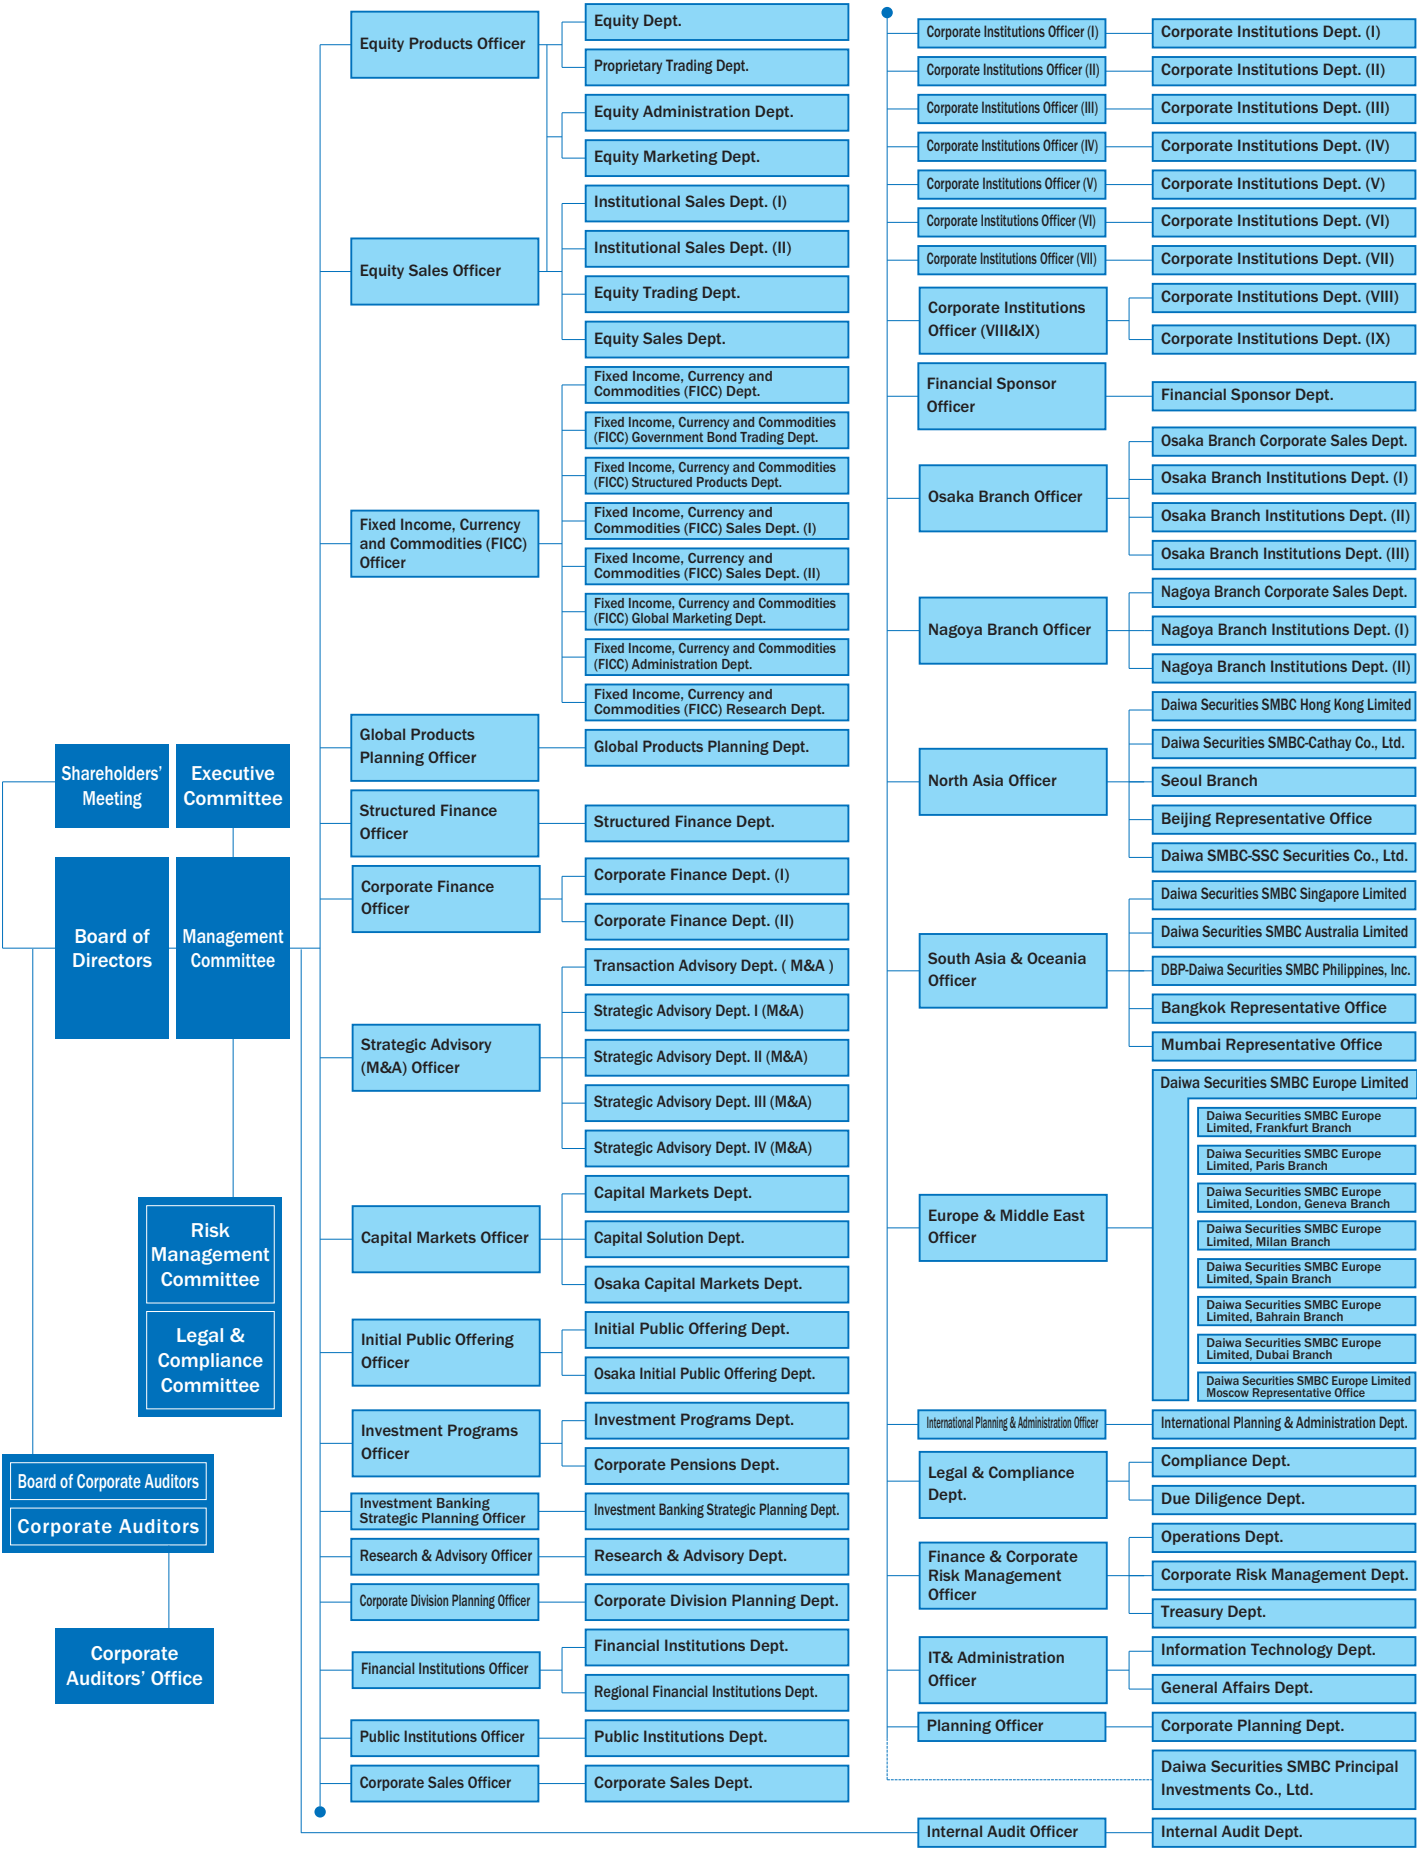 Shareholders'
Meeting
Executive
Committee
Board of
Directors
Management
Committee
Risk
Management
Committee
Legal &
Compliance
Committee
Board of Corporate Auditors
Corporate Auditors
Corporate
Auditors' Office
Equity Products Officer
Equity Dept.
Proprietary Trading Dept.
Equity Administration Dept.
Equity Marketing Dept.
Equity Sales Officer
Institutional Sales Dept. (I)
Institutional Sales Dept. (II)
Equity Trading Dept.
Equity Sales Dept.
Fixed Income, Currency
and Commodities (FICC)
Officer
Fixed Income, Currency and
Commodities (FICC) Dept.
Fixed Income, Currency and Commodities
(FICC) Government Bond Trading Dept.
Fixed Income, Currency and Commodities
(FICC) Structured Products Dept.
Fixed Income, Currency and
Commodities (FICC) Sales Dept. (I)
Fixed Income, Currency and
Commodities (FICC) Sales Dept. (II)
Fixed Income, Currency and Commodities
(FICC) Global Marketing Dept.
Fixed Income, Currency and Commodities
(FICC) Administration Dept.
Fixed Income, Currency and
Commodities (FICC) Research Dept.
Global Products
Planning Officer
Global Products Planning Dept.
Structured Finance
Officer
Structured Finance Dept.
Corporate Finance
Officer
Corporate Finance Dept. (I)
Corporate Finance Dept. (II)
Strategic Advisory
(M&A) Officer
Transaction Advisory Dept. ( M&A )
Strategic Advisory Dept. I (M&A)
Strategic Advisory Dept. II (M&A)
Strategic Advisory Dept. III (M&A)
Strategic Advisory Dept. IV (M&A)
Capital Markets Officer
Capital Markets Dept.
Capital Solution Dept.
Osaka Capital Markets Dept.
Initial Public Offering
Officer
Initial Public Offering Dept.
Osaka Initial Public Offering Dept.
Investment Programs
Officer
Investment Programs Dept.
Corporate Pensions Dept.
Investment Banking
Strategic Planning Officer
Investment Banking Strategic Planning Dept.
Research & Advisory Officer
Research & Advisory Dept.
Corporate Division Planning Officer
Corporate Division Planning Dept.
Financial Institutions Officer
Financial Institutions Dept.
Regional Financial Institutions Dept.
Public Institutions Officer
Public Institutions Dept.
Corporate Sales Officer
Corporate Sales Dept.
Corporate Institutions Officer (I)
Corporate Institutions Dept. (I)
Corporate Institutions Officer (II)
Corporate Institutions Dept. (II)
Corporate Institutions Officer (III)
Corporate Institutions Dept. (III)
Corporate Institutions Officer (IV)
Corporate Institutions Dept. (IV)
Corporate Institutions Officer (V)
Corporate Institutions Dept. (V)
Corporate Institutions Officer (VI)
Corporate Institutions Dept. (VI)
Corporate Institutions Officer (VII)
Corporate Institutions Dept. (VII)
Corporate Institutions
Officer (VIII&IX)
Corporate Institutions Dept. (VIII)
Corporate Institutions Dept. (IX)
Financial Sponsor
Officer
Financial Sponsor Dept.
Osaka Branch Officer
Osaka Branch Corporate Sales Dept.
Osaka Branch Institutions Dept. (I)
Osaka Branch Institutions Dept. (II)
Osaka Branch Institutions Dept. (III)
Nagoya Branch Officer
Nagoya Branch Corporate Sales Dept.
Nagoya Branch Institutions Dept. (I)
Nagoya Branch Institutions Dept. (II)
North Asia Officer
Daiwa Securities SMBC Hong Kong Limited
Daiwa Securities SMBC-Cathay Co., Ltd.
Seoul Branch
Beijing Representative Office
Daiwa SMBC-SSC Securities Co., Ltd.
South Asia & Oceania
Officer
Daiwa Securities SMBC Singapore Limited
Daiwa Securities SMBC Australia Limited
DBP-Daiwa Securities SMBC Philippines, Inc.
Bangkok Representative Office
Mumbai Representative Office
Europe & Middle East
Officer
Daiwa Securities SMBC Europe Limited
Daiwa Securities SMBC Europe
Limited, Frankfurt Branch
Daiwa Securities SMBC Europe
Limited, Paris Branch
Daiwa Securities SMBC Europe
Limited, London, Geneva Branch
Daiwa Securities SMBC Europe
Limited, Milan Branch
Daiwa Securities SMBC Europe
Limited, Spain Branch
Daiwa Securities SMBC Europe
Limited, Bahrain Branch
Daiwa Securities SMBC Europe
Limited, Dubai Branch
Daiwa Securities SMBC Europe Limited
Moscow Representative Office
International Planning & Administration Officer
International Planning & Administration Dept.
Legal & Compliance
Dept.
Compliance Dept.
Due Diligence Dept.
Finance & Corporate
Risk Management
Officer
Operations Dept.
Corporate Risk Management Dept.
Treasury Dept.
IT& Administration
Officer
Information Technology Dept.
General Affairs Dept.
Planning Officer
Corporate Planning Dept.
Daiwa Securities SMBC Principal
Investments Co., Ltd.
Internal Audit Officer
Internal Audit Dept.